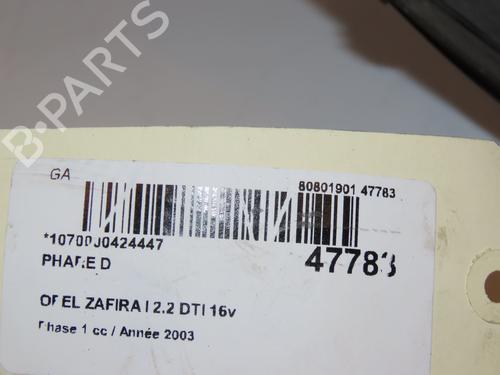 B-PARTS
GA
80801901 47783
*10700J0424447
47783
PHARE D
OPEL ZAFIRA I 2.2 DTI 16v
Phase 1 cc / Année 2003